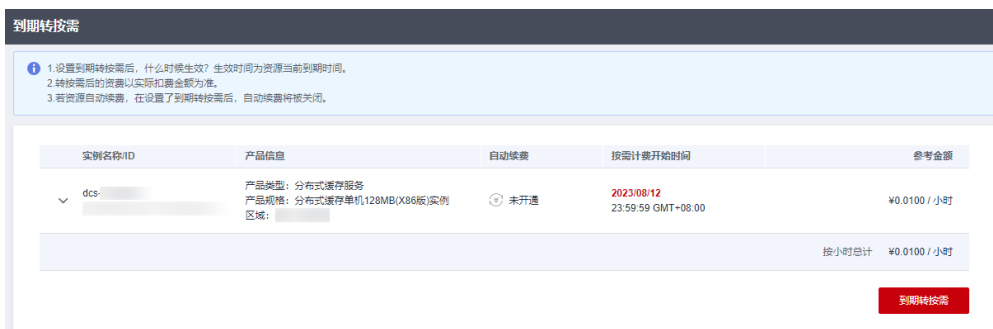 到期转按需
1.设置到期转按需后，什么时候生效？生效时间为资源当前到期时间。
2.转按需后的资费以实际扣费金额为准。
3.若资源自动续费，在设置了到期转按需后，自动续费将被关闭。
实例名称/ID 产品信息 自动续费 按需计费开始时间 参考金额
dcs-
产品类型：分布式缓存服务
产品规格：分布式缓存单机128MB(X86版)实例
区域：
未开通
2023/08/12
23:59:59 GMT+08:00
¥0.0100 / 小时
按小时总计 ¥0.0100 / 小时
到期转按需